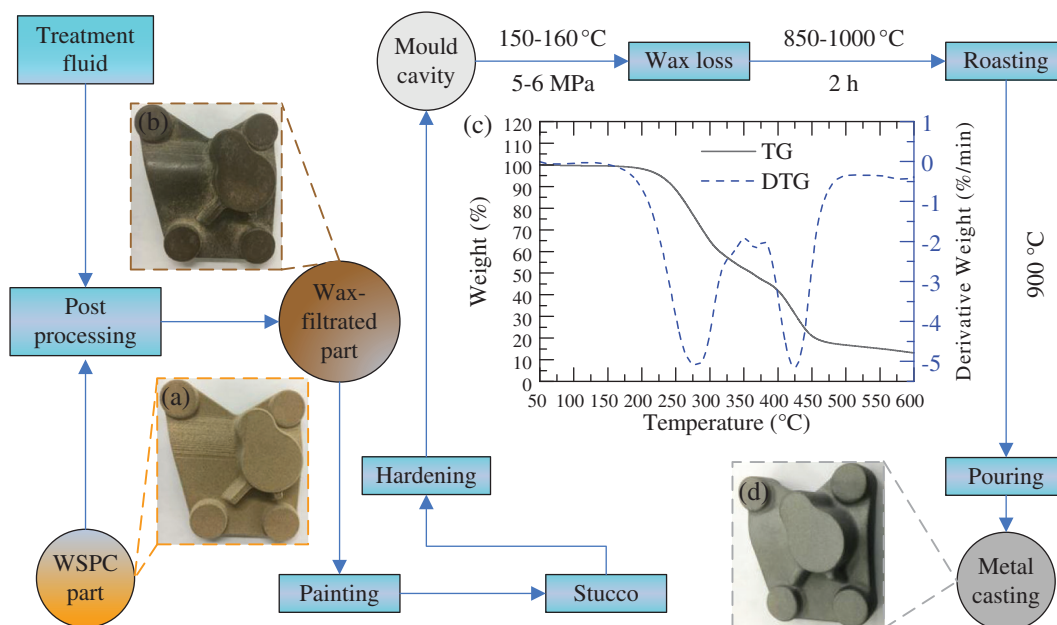 Treatment
fluid
(b)
Post
processing
Wax-
filtrated
part
(a)
WSPC
part
Painting
Stucco
Hardening
Mould
cavity
150-160 °C
5-6 MPa
Wax loss
850-1000 °C
2 h
Roasting
900 °C
Pouring
Metal
casting
(d)
(c)
TG
DTG
Weight (%)
120
110
100
90
80
70
60
50
40
30
20
10
0
50 100 150 200 250 300 350 400 450 500 550 600
Temperature (°C)
1
0
-1
-2
-3
-4
-5
Derivative Weight (%/min)